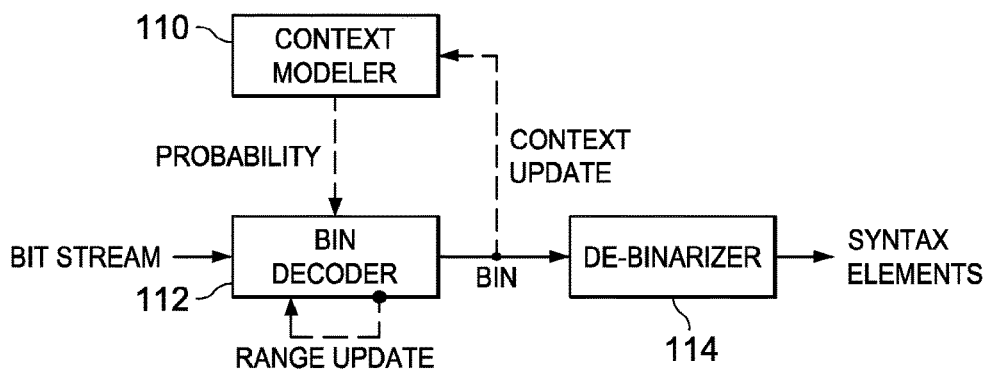 110
CONTEXT
MODELER
PROBABILITY
CONTEXT
UPDATE
BIT STREAM
BIN
DECODER
BIN
DE-BINARIZER
SYNTAX
ELEMENTS
112
RANGE UPDATE
114